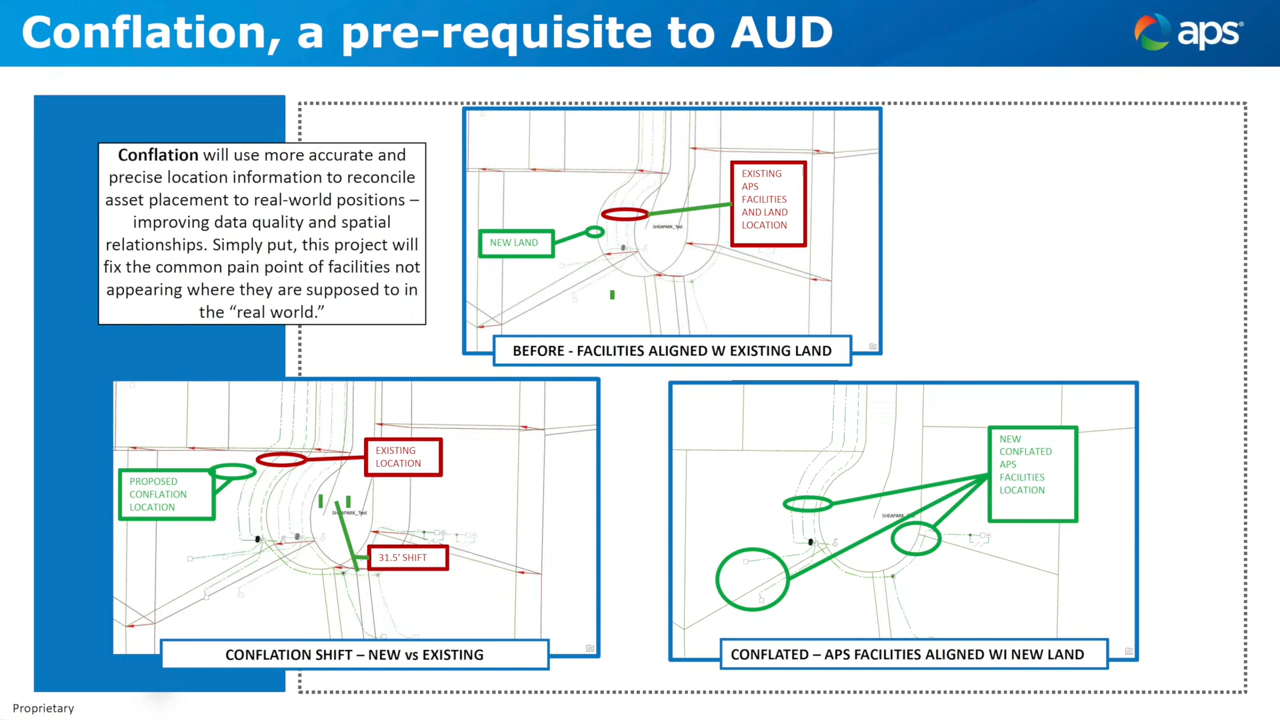 Conflation, a pre-requisite to AUD
aps
Conflation will use more accurate and
precise location information to reconcile
asset placement to real-world positions –
improving data quality and spatial
relationships. Simply put, this project will
fix the common pain point of facilities not
appearing where they are supposed to in
the “real world.”
EXISTING
APS
FACILITIES
AND LAND
LOCATION
NEW LAND
SHEAPARK_Text
BEFORE - FACILITIES ALIGNED W EXISTING LAND
EXISTING
LOCATION
PROPOSED
CONFLATION
LOCATION
SHEAPARK_Text
31.5' SHIFT
CONFLATION SHIFT – NEW vs EXISTING
NEW
CONFLATED
APS
FACILITIES
LOCATION
CONFLATED – APS FACILITIES ALIGNED WI NEW LAND
Proprietary